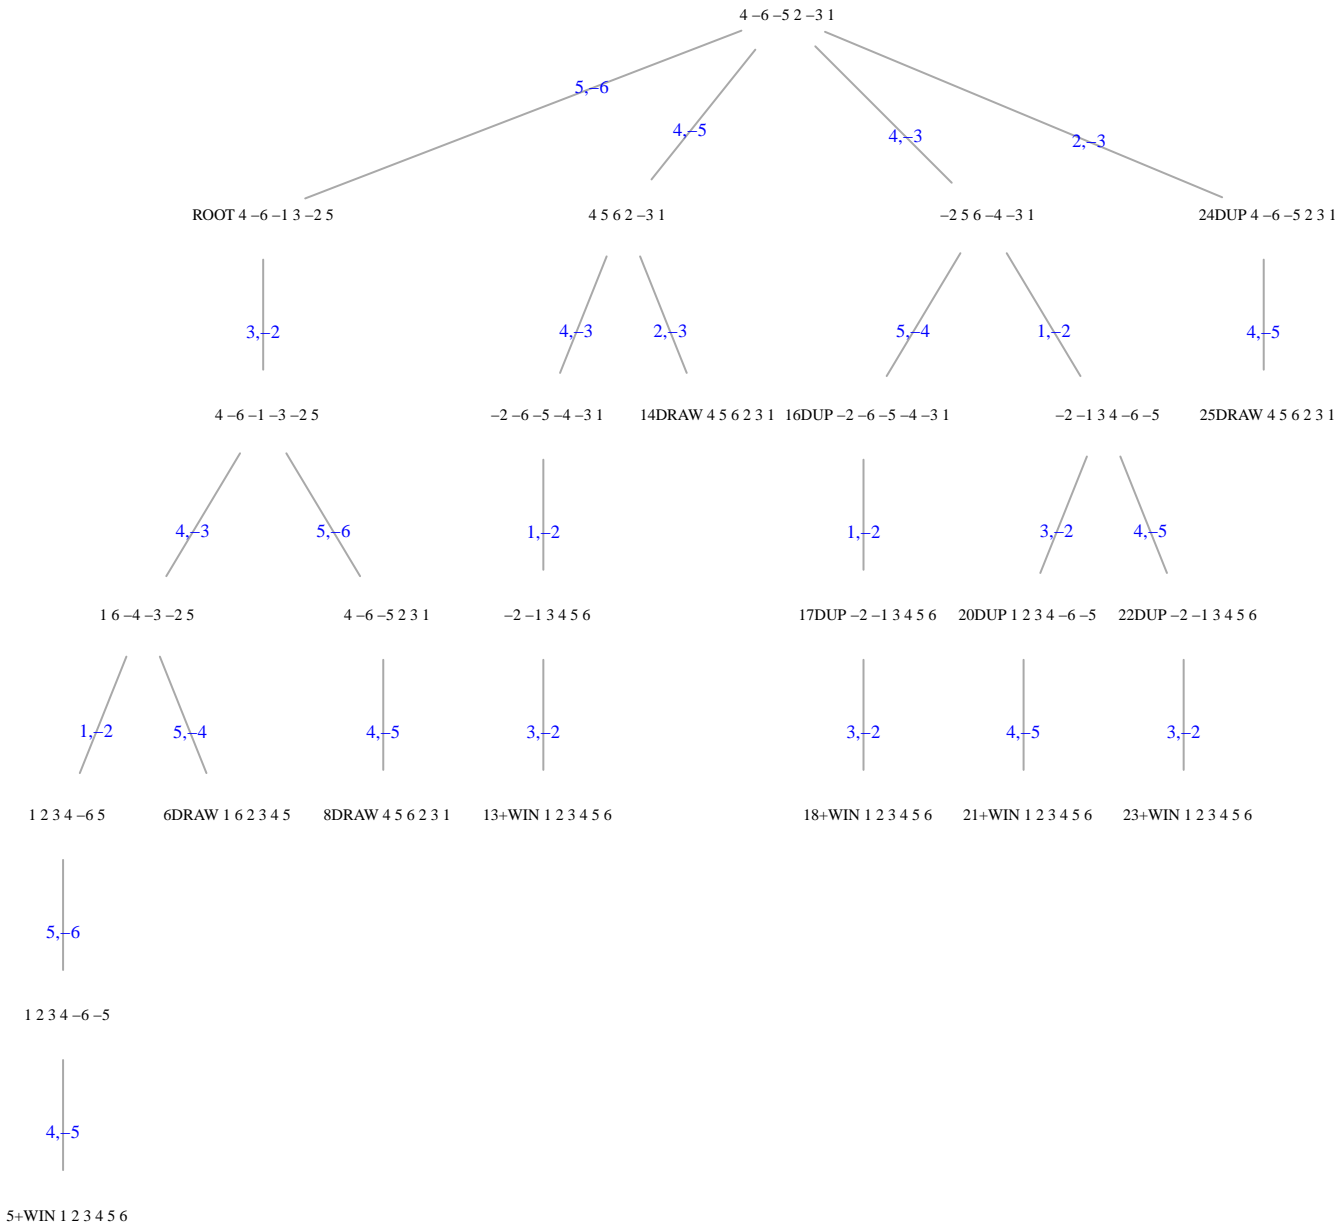 4 –6 –5 2 –3 1
5,–6
4,–5
4,–3
2,–3
ROOT 4 –6 –1 3 –2 5
4 5 6 2 –3 1
–2 5 6 –4 –3 1
24DUP 4 –6 –5 2 3 1
3,–2
4,–3
2,–3
5,–4
1,–2
4,–5
4 –6 –1 –3 –2 5
–2 –6 –5 –4 –3 1
14DRAW 4 5 6 2 3 1
16DUP –2 –6 –5 –4 –3 1
–2 –1 3 4 –6 –5
25DRAW 4 5 6 2 3 1
4,–3
5,–6
1,–2
1,–2
3,–2
4,–5
1 6 –4 –3 –2 5
4 –6 –5 2 3 1
–2 –1 3 4 5 6
17DUP –2 –1 3 4 5 6
20DUP 1 2 3 4 –6 –5
22DUP –2 –1 3 4 5 6
1,–2
5,–4
4,–5
3,–2
3,–2
4,–5
3,–2
1 2 3 4 –6 5
6DRAW 1 6 2 3 4 5
8DRAW 4 5 6 2 3 1
13+WIN 1 2 3 4 5 6
18+WIN 1 2 3 4 5 6
21+WIN 1 2 3 4 5 6
23+WIN 1 2 3 4 5 6
5,–6
1 2 3 4 –6 –5
4,–5
5+WIN 1 2 3 4 5 6